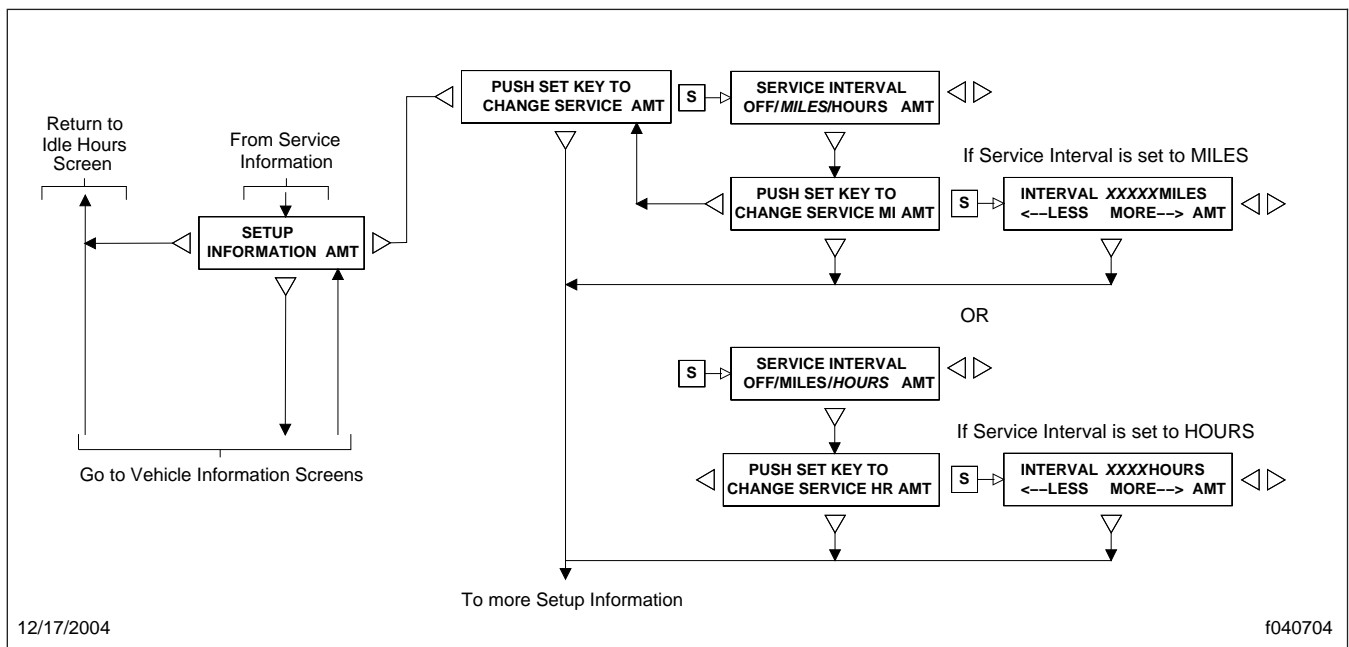 PUSH SET KEY TO
CHANGE SERVICE AMT
S
SERVICE INTERVAL
OFF/MILES/HOURS AMT
Return to
Idle Hours
Screen
From Service
Information
If Service Interval is set to MILES
PUSH SET KEY TO
CHANGE SERVICE MI AMT
S
INTERVAL XXXXXMILES
<--LESS MORE--> AMT
SETUP
INFORMATION AMT
OR
S
SERVICE INTERVAL
OFF/MILES/HOURS AMT
If Service Interval is set to HOURS
Go to Vehicle Information Screens
PUSH SET KEY TO
CHANGE SERVICE HR AMT
S
INTERVAL XXXXHOURS
<--LESS MORE--> AMT
To more Setup Information
12/17/2004
f040704